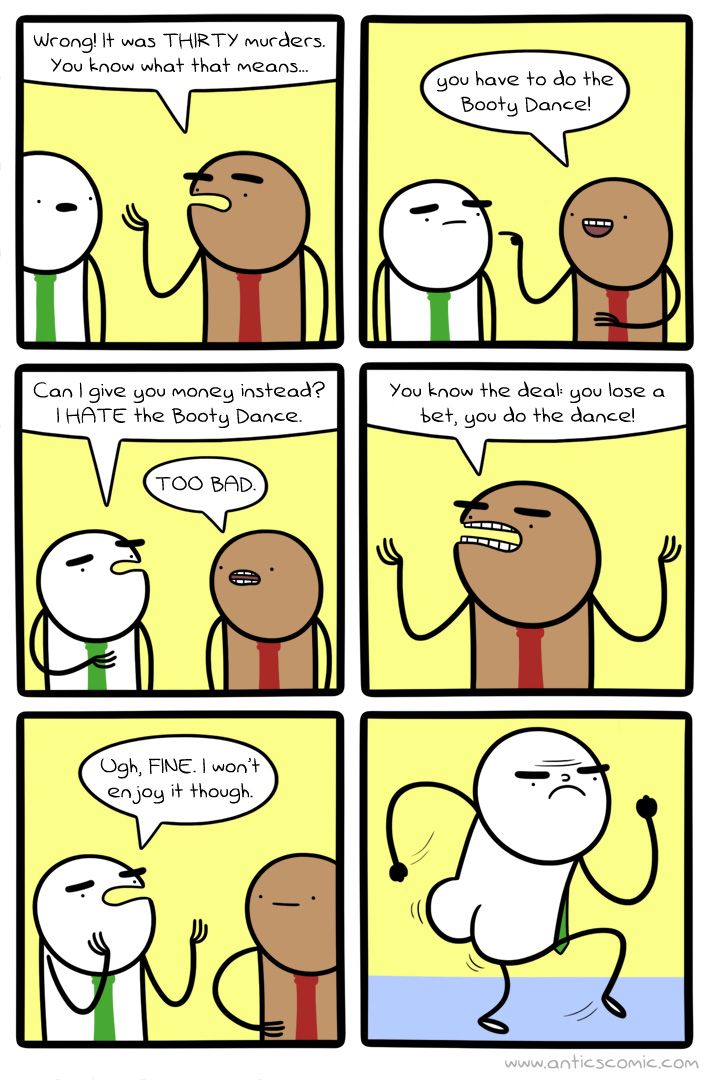 Wrong! It was THIRTY murders.
You know what that means...
you have to do the
Booty Dance!
Can I give you money instead?
I HATE the Booty Dance.
TOO BAD.
You know the deal: you lose a
bet, you do the dance!
Ugh, FINE. I won't
enjoy it though.
www.anticscomic.com